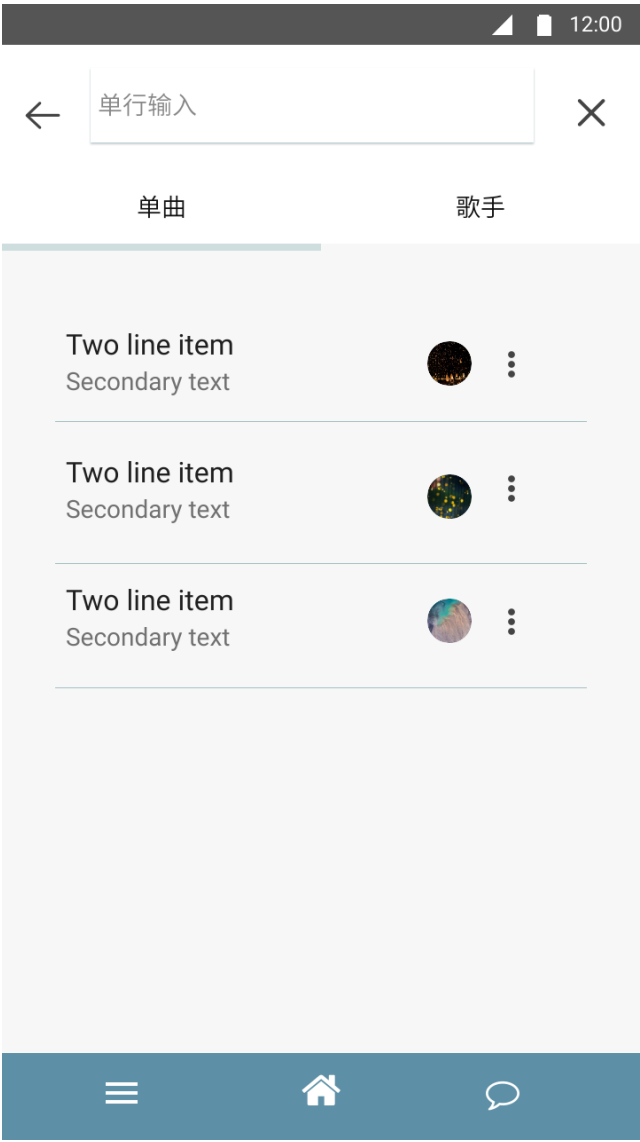 12:00
单行输入
单曲
歌手
Two line item
Secondary text
Two line item
Secondary text
Two line item
Secondary text